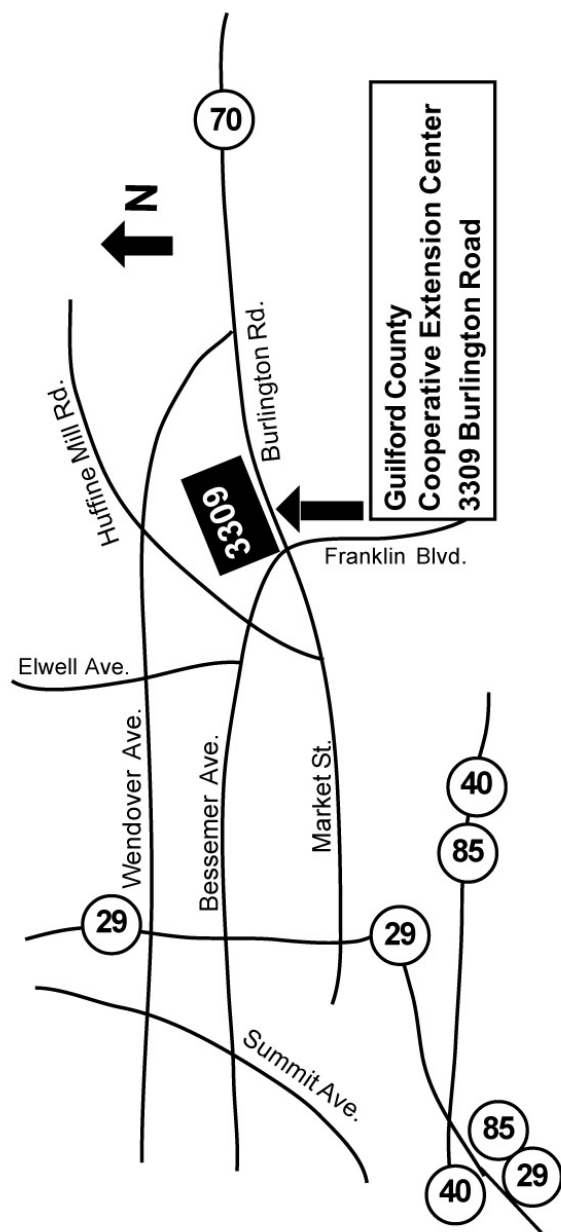 70
N
Huffine Mill Rd.
Burlington Rd.
Guilford County
Cooperative Extension Center
3309 Burlington Road
3309
Franklin Blvd.
Elwell Ave.
Wendover Ave.
Bessemer Ave.
Market St.
40
85
29
29
Summit Ave.
85
40
29